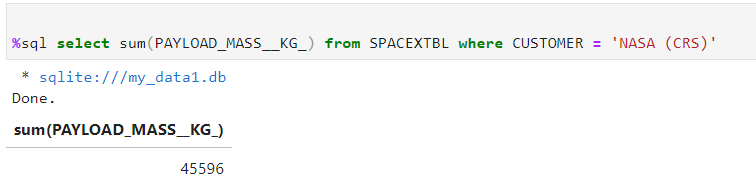 %sql select sum(PAYLOAD_MASS__KG_) from SPACEXTBL where CUSTOMER = 'NASA (CRS)'
* sqlite:///my_data1.db
Done.
sum(PAYLOAD_MASS__KG_)
45596